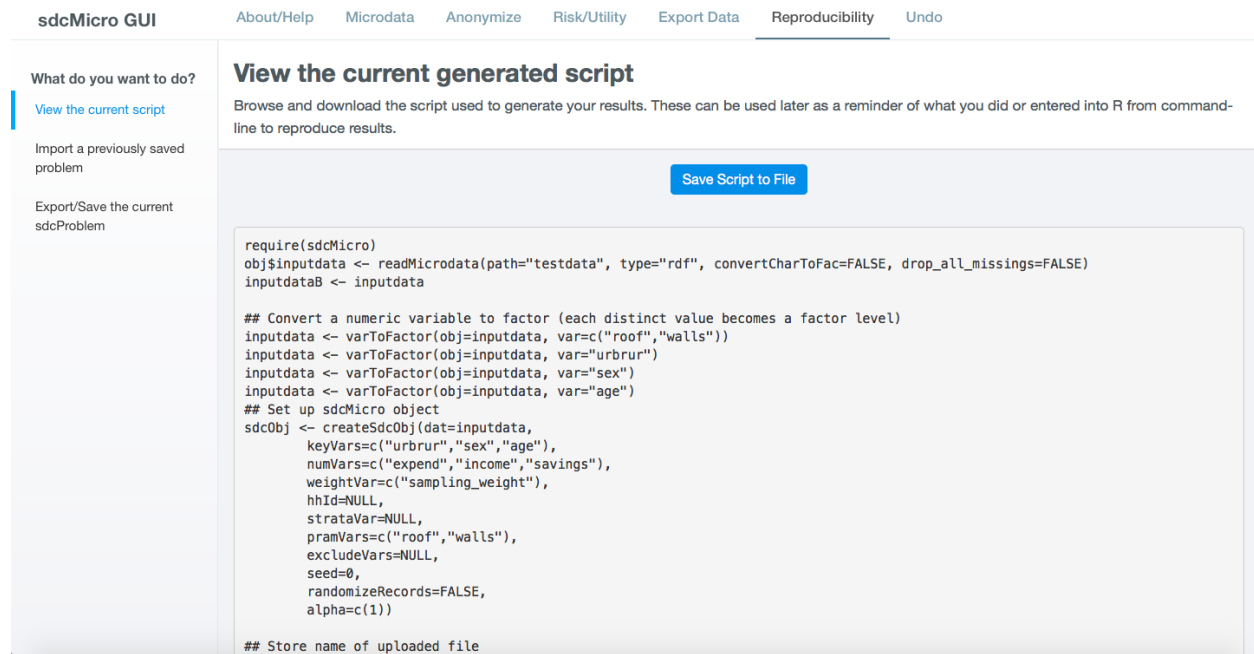 sdcMicro GUI
About/Help Microdata Anonymize Risk/Utility Export Data Reproducibility Undo
What do you want to do?
View the current script
Import a previously saved
problem
Export/Save the current
sdcProblem
View the current generated script
Browse and download the script used to generate your results. These can be used later as a reminder of what you did or entered into R from command-
line to reproduce results.
Save Script to File
require(sdcMicro)
obj$inputdata <- readMicrodata(path="testdata", type="rdf", convertCharToFac=FALSE, drop_all_missings=FALSE)
inputdataB <- inputdata
## Convert a numeric variable to factor (each distinct value becomes a factor level)
inputdata <- varToFactor(obj=inputdata, var=c("roof","walls"))
inputdata <- varToFactor(obj=inputdata, var="urbrur")
inputdata <- varToFactor(obj=inputdata, var="sex")
inputdata <- varToFactor(obj=inputdata, var="age")
## Set up sdcMicro object
sdcObj <- createSdcObj(dat=inputdata,
keyVars=c("urbrur","sex","age"),
numVars=c("expend","income","savings"),
weightVar=c("sampling_weight"),
hhId=NULL,
strataVar=NULL,
pramVars=c("roof","walls"),
excludeVars=NULL,
seed=0,
randomizeRecords=FALSE,
alpha=c(1))
## Store name of uploaded file